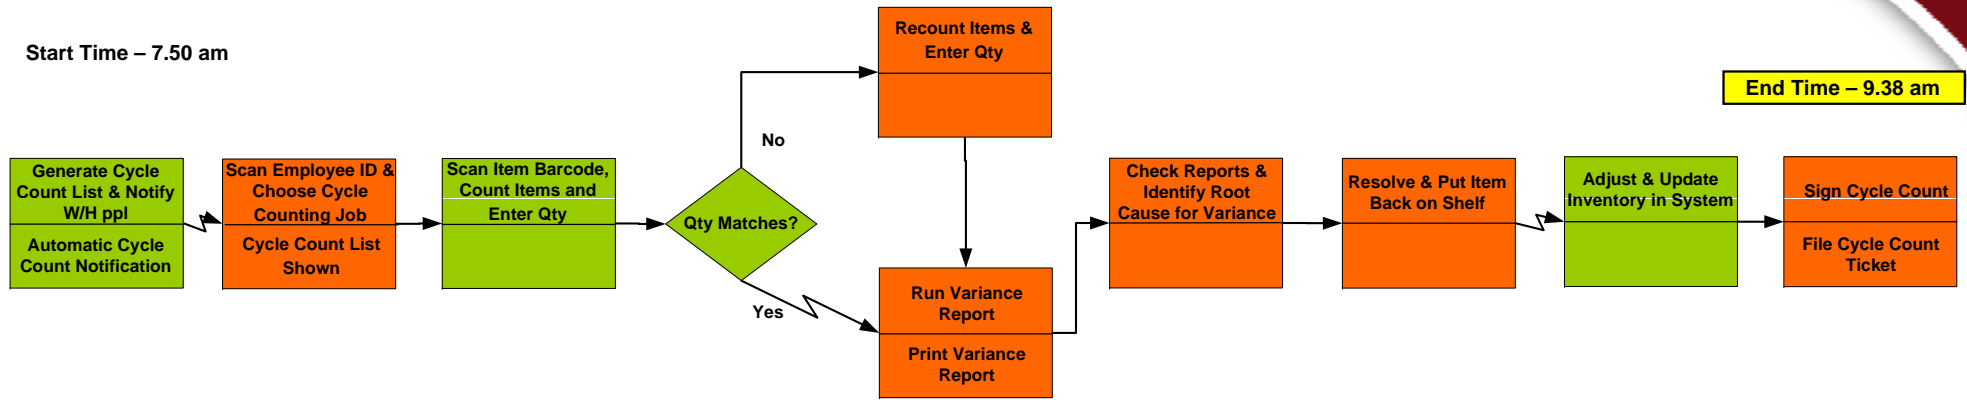 Start Time – 7.50 am
End Time – 9.38 am
Generate Cycle
Count List & Notify
W/H ppl
Automatic Cycle
Count Notification
Scan Employee ID &
Choose Cycle
Counting Job
Cycle Count List
Shown
Scan Item Barcode,
Count Items and
Enter Qty
Qty Matches?
No
Yes
Recount Items &
Enter Qty
Run Variance
Report
Print Variance
Report
Check Reports &
Identify Root
Cause for Variance
Resolve & Put Item
Back on Shelf
Adjust & Update
Inventory in System
Sign Cycle Count
File Cycle Count
Ticket